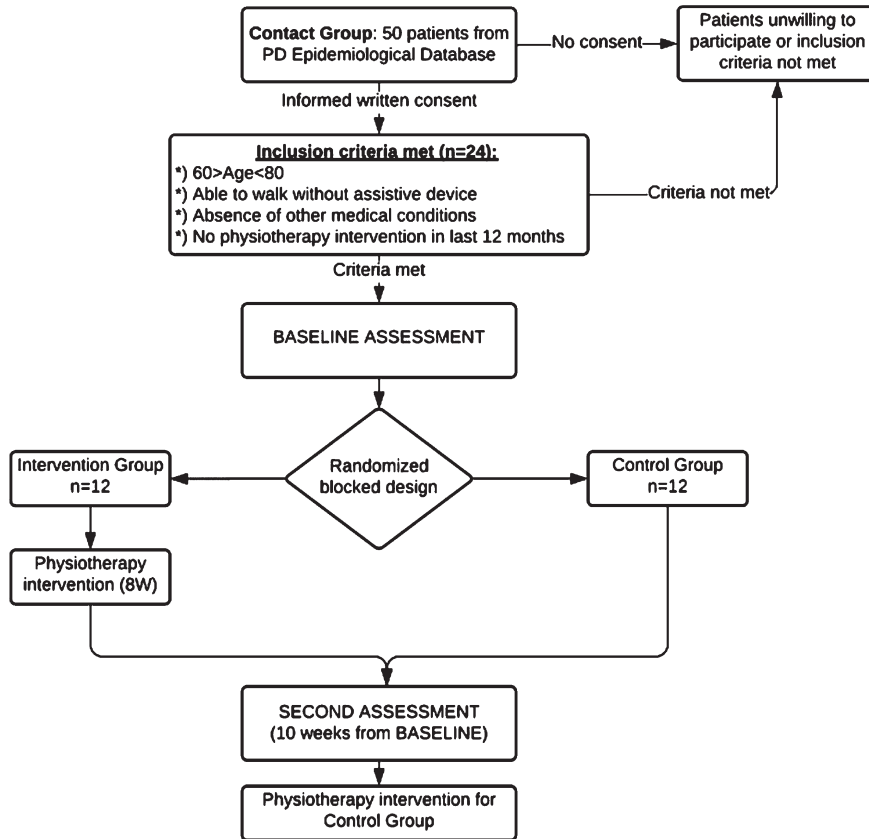 Contact Group: 50 patients from
PD Epidemiological Database
No consent
Patients unwilling to
participate or inclusion
criteria not met
Informed written consent
Inclusion criteria met (n=24):
*) 60>Age<80
*) Able to walk without assistive device
*) Absence of other medical conditions
*) No physiotherapy intervention in last 12 months
Criteria not met
Criteria met
BASELINE ASSESSMENT
Randomized
blocked design
Intervention Group
n=12
Control Group
n=12
Physiotherapy
intervention (8W)
SECOND ASSESSMENT
(10 weeks from BASELINE)
Physiotherapy intervention for
Control Group